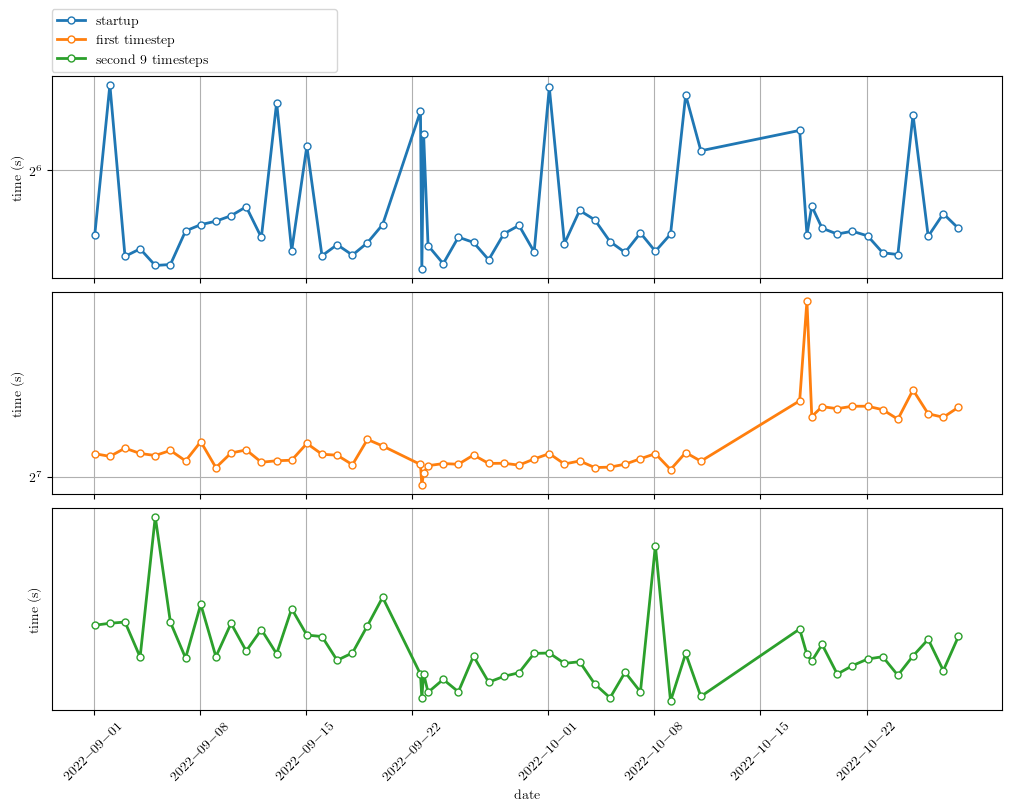 startup
first timestep
second 9 timesteps
time (s)
2^6
time (s)
2^7
time (s)
2022−09−01
2022−09−08
2022−09−15
2022−09−22
2022−10−01
2022−10−08
2022−10−15
2022−10−22
date